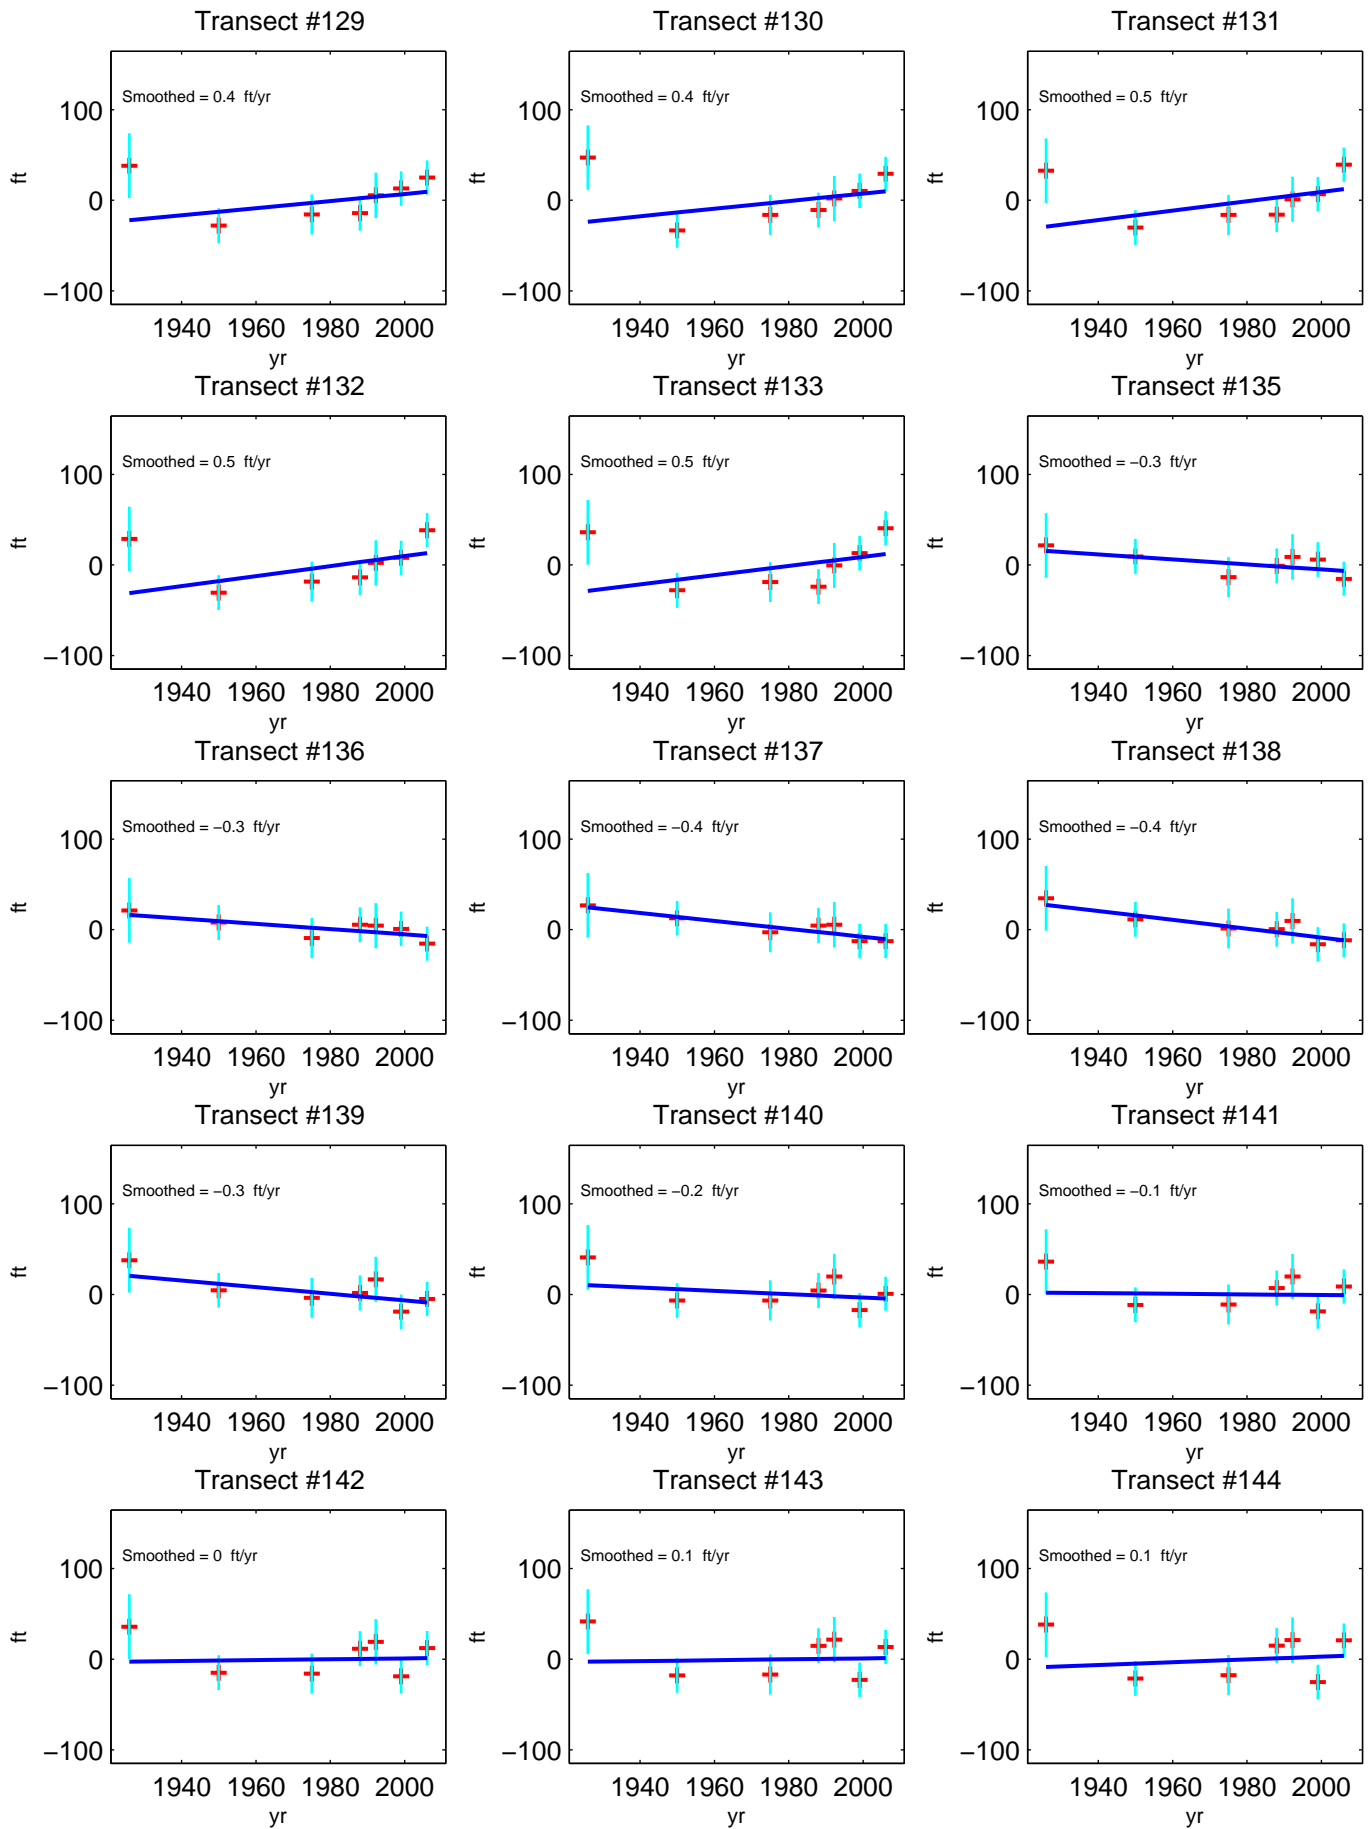 Transect #129 Transect #130 Transect #131
Smoothed = 0.4 ft/yr Smoothed = 0.4 ft/yr Smoothed = 0.5 ft/yr
100 100 100
ft ft ft
0 0 0
−100 −100 −100
1940 1960 1980 2000 1940 1960 1980 2000 1940 1960 1980 2000
yr yr yr
Transect #132 Transect #133 Transect #135
Smoothed = 0.5 ft/yr Smoothed = 0.5 ft/yr Smoothed = −0.3 ft/yr
100 100 100
ft ft ft
0 0 0
−100 −100 −100
1940 1960 1980 2000 1940 1960 1980 2000 1940 1960 1980 2000
yr yr yr
Transect #136 Transect #137 Transect #138
Smoothed = −0.3 ft/yr Smoothed = −0.4 ft/yr Smoothed = −0.4 ft/yr
100 100 100
ft ft ft
0 0 0
−100 −100 −100
1940 1960 1980 2000 1940 1960 1980 2000 1940 1960 1980 2000
yr yr yr
Transect #139 Transect #140 Transect #141
Smoothed = −0.3 ft/yr Smoothed = −0.2 ft/yr Smoothed = −0.1 ft/yr
100 100 100
ft ft ft
0 0 0
−100 −100 −100
1940 1960 1980 2000 1940 1960 1980 2000 1940 1960 1980 2000
yr yr yr
Transect #142 Transect #143 Transect #144
Smoothed = 0 ft/yr Smoothed = 0.1 ft/yr Smoothed = 0.1 ft/yr
100 100 100
ft ft ft
0 0 0
−100 −100 −100
1940 1960 1980 2000 1940 1960 1980 2000 1940 1960 1980 2000
yr yr yr